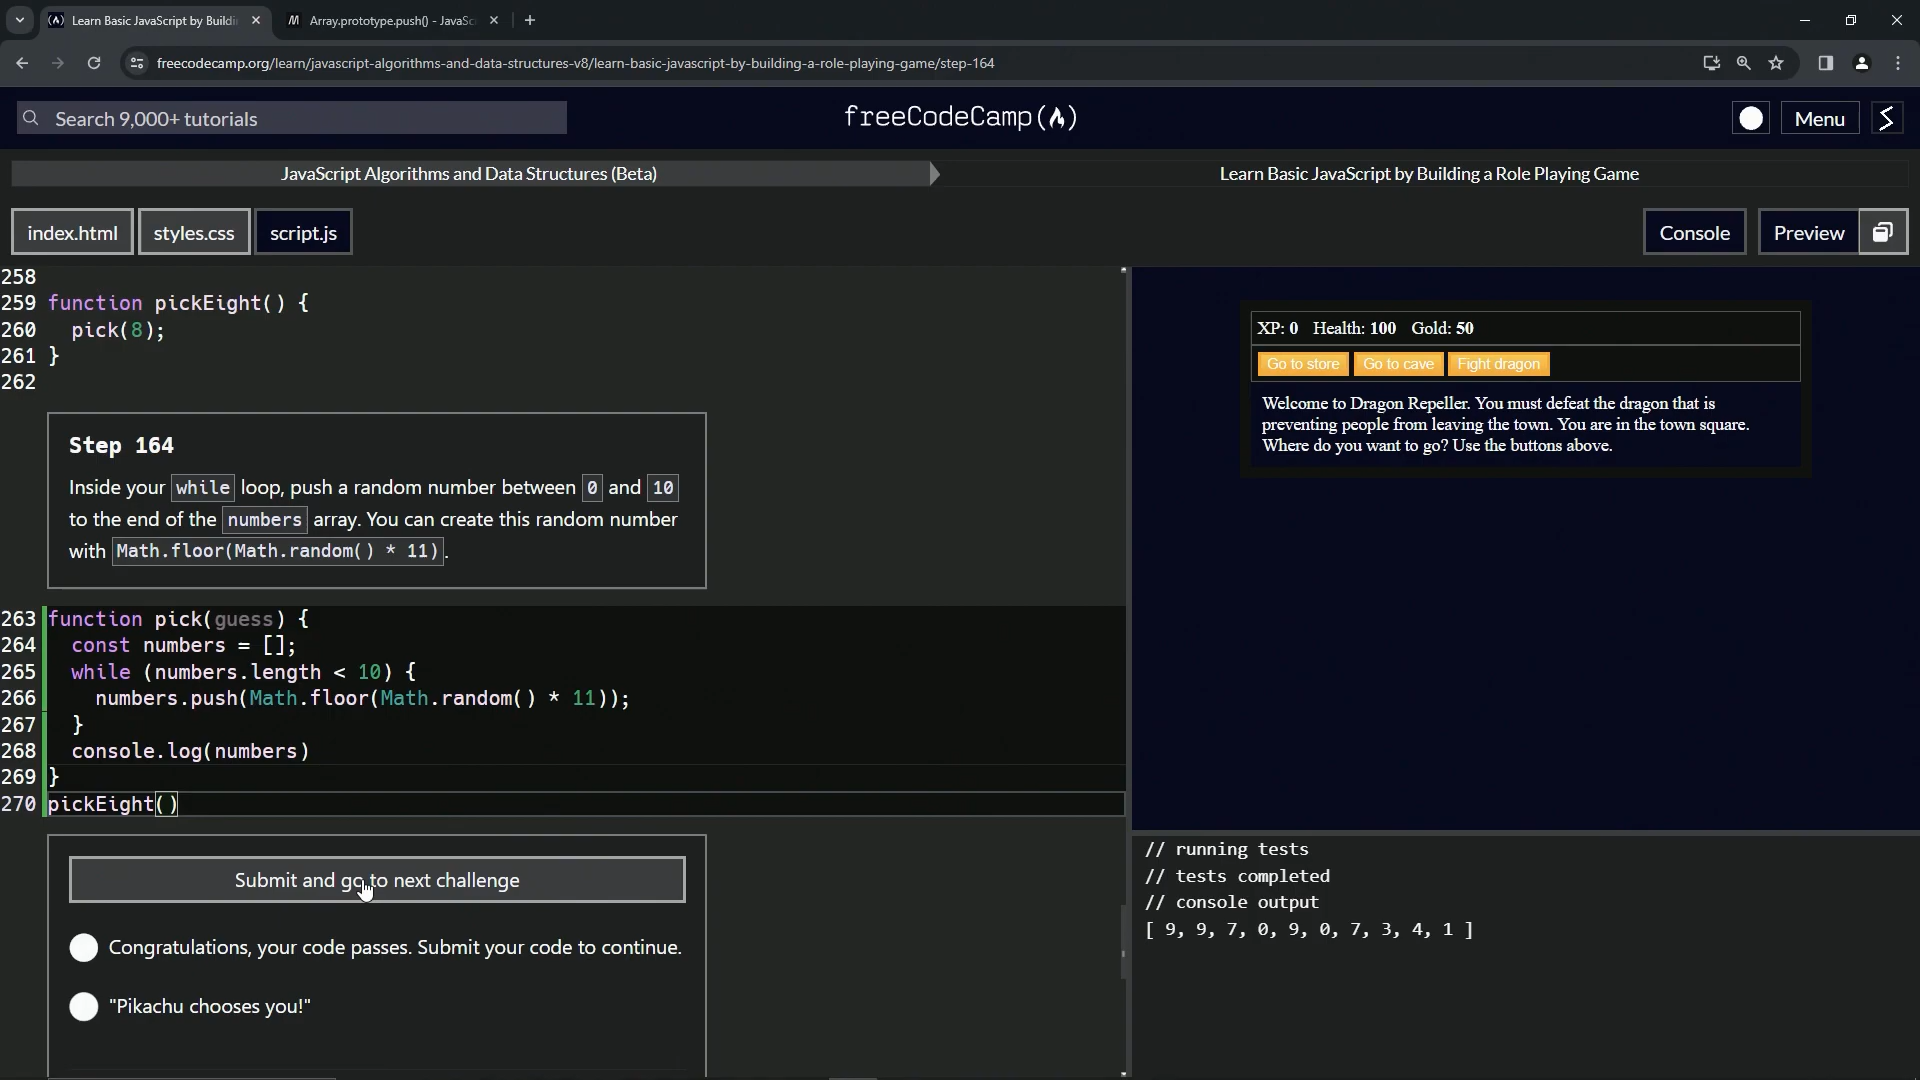 Learn Basic JavaScript by Buildi
Array.prototype.push() - JavaSc
freecodecamp.org/learn/javascript-algorithms-and-data-structures-v8/learn-basic-javascript-by-building-a-role-playing-game/step-164
Search 9,000+ tutorials
freeCodeCamp
Menu
JavaScript Algorithms and Data Structures (Beta)
Learn Basic JavaScript by Building a Role Playing Game
index.html
styles.css
script.js
Console
Preview
258
259 function pickEight() {
260   pick(8);
261 }
262
Step 164
Inside your while loop, push a random number between 0 and 10
to the end of the numbers array. You can create this random number
with Math.floor(Math.random() * 11).
263 function pick(guess) {
264   const numbers = [];
265   while (numbers.length < 10) {
266     numbers.push(Math.floor(Math.random() * 11));
267   }
268   console.log(numbers)
269 }
270 pickEight()
Submit and go to next challenge
Congratulations, your code passes. Submit your code to continue.
"Pikachu chooses you!"
XP: 0 Health: 100 Gold: 50
Go to store
Go to cave
Fight dragon
Welcome to Dragon Repeller. You must defeat the dragon that is
preventing people from leaving the town. You are in the town square.
Where do you want to go? Use the buttons above.
// running tests
// tests completed
// console output
[ 9, 9, 7, 0, 9, 0, 7, 3, 4, 1 ]